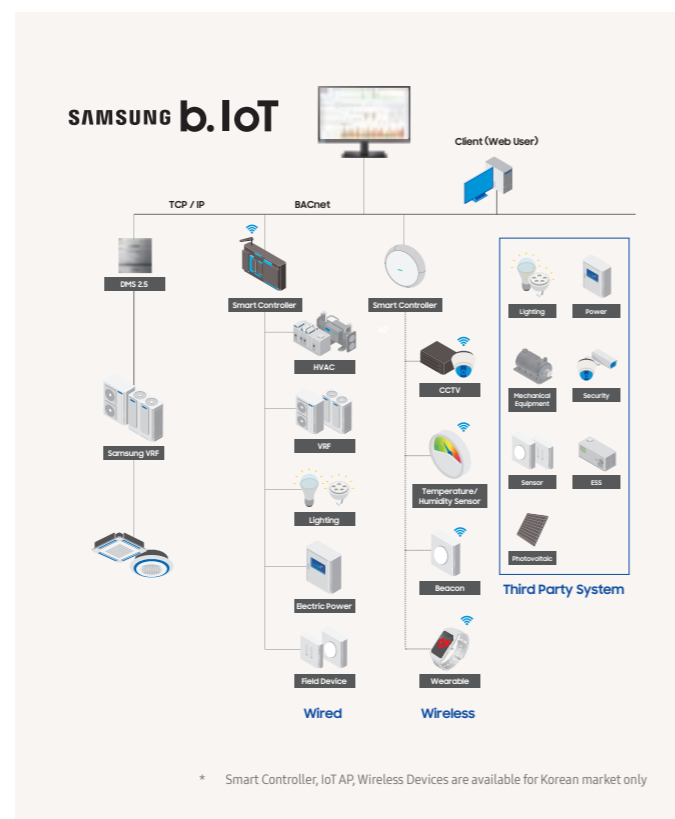 SAMSUNG b.IoT
Client (Web User)
TCP / IP
BACnet
DMS 2.5
Samsung VRF
Smart Controller
HVAC
VRF
Lighting
Electric Power
Field Device
Wired
Smart Controller
CCTV
Temperature/
Humidity Sensor
Beacon
Wearable
Wireless
Lighting
Power
Mechanical
Equipment
Security
Sensor
ESS
Photovoltaic
Third Party System
* Smart Controller, IoT AP, Wireless Devices are available for Korean market only